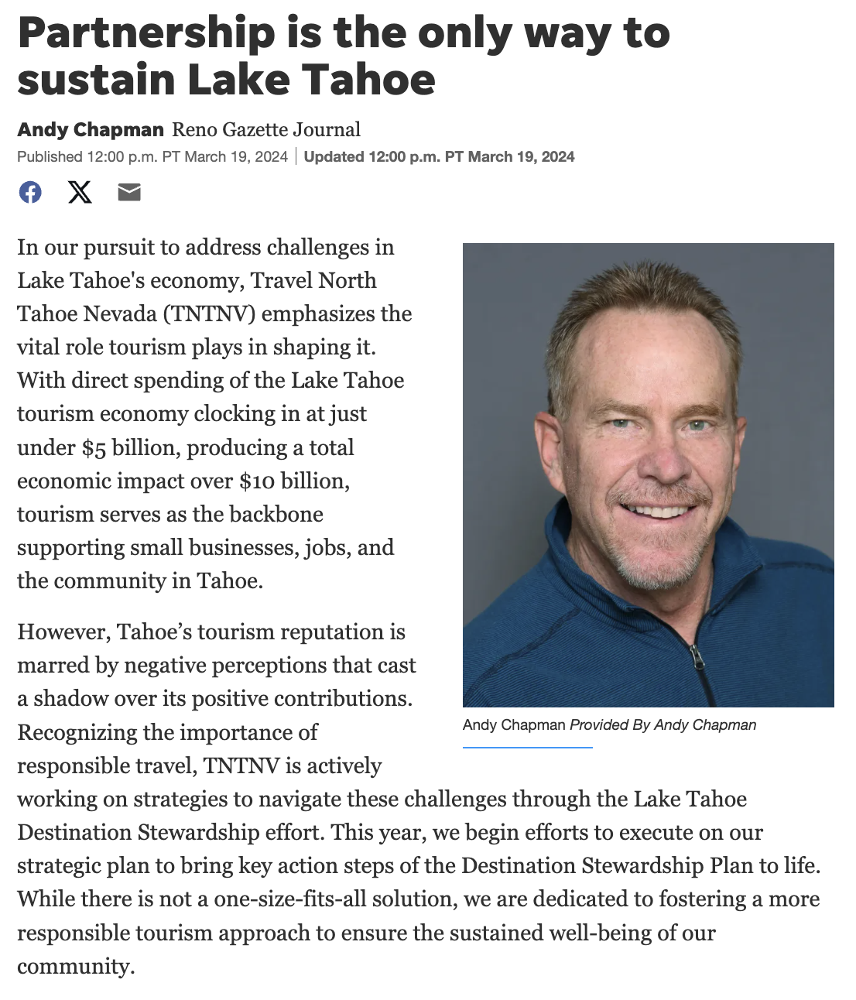 Partnership is the only way to
sustain Lake Tahoe
Andy Chapman Reno Gazette Journal
Published 12:00 p.m. PT March 19, 2024 | Updated 12:00 p.m. PT March 19, 2024
In our pursuit to address challenges in
Lake Tahoe's economy, Travel North
Tahoe Nevada (TNTNV) emphasizes the
vital role tourism plays in shaping it.
With direct spending of the Lake Tahoe
tourism economy clocking in at just
under $5 billion, producing a total
economic impact over $10 billion,
tourism serves as the backbone
supporting small businesses, jobs, and
the community in Tahoe.
Andy Chapman Provided By Andy Chapman
However, Tahoe’s tourism reputation is
marred by negative perceptions that cast
a shadow over its positive contributions.
Recognizing the importance of
responsible travel, TNTNV is actively
working on strategies to navigate these challenges through the Lake Tahoe
Destination Stewardship effort. This year, we begin efforts to execute on our
strategic plan to bring key action steps of the Destination Stewardship Plan to life.
While there is not a one-size-fits-all solution, we are dedicated to fostering a more
responsible tourism approach to ensure the sustained well-being of our
community.